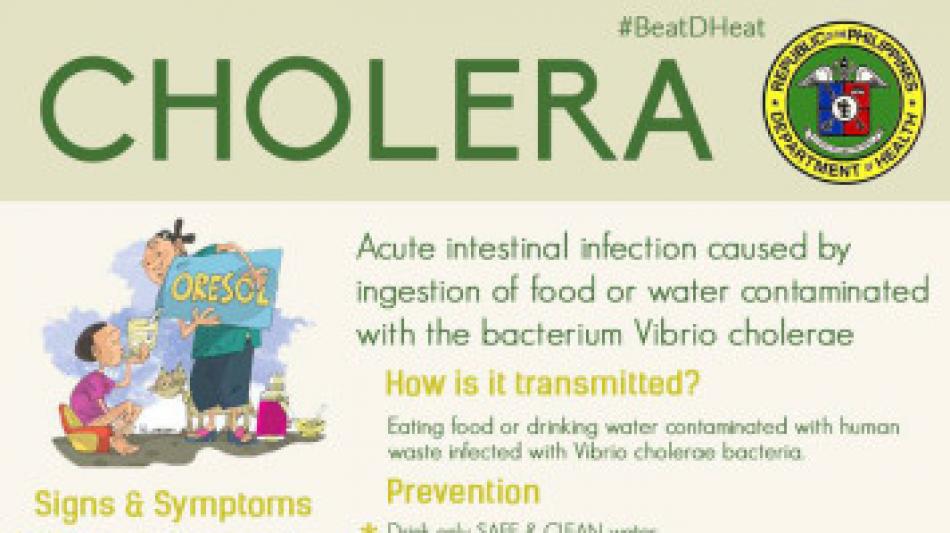 #BeatDHeat
CHOLERA
REPUBLIC OF THE PHILIPPINES
DEPARTMENT OF HEALTH
ORESOL
Acute intestinal infection caused by
ingestion of food or water contaminated
with the bacterium Vibrio cholerae
How is it transmitted?
Eating food or drinking water contaminated with human
waste infected with Vibrio cholerae bacteria.
Prevention
* Drink only SAFE & CLEAN water
Signs & Symptoms